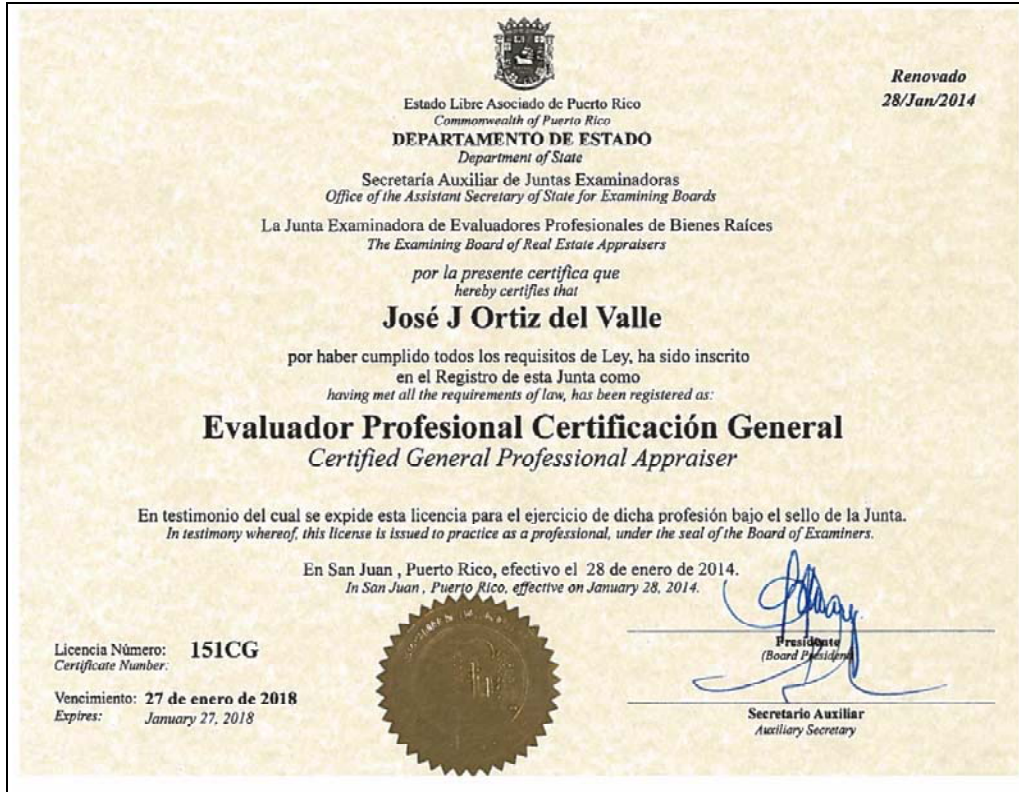 Renovado
28/Jan/2014
Estado Libre Asociado de Puerto Rico
Commonwealth of Puerto Rico
DEPARTAMENTO DE ESTADO
Department of State
Secretaría Auxiliar de Juntas Examinadoras
Office of the Assistant Secretary of State for Examining Boards
La Junta Examinadora de Evaluadores Profesionales de Bienes Raíces
The Examining Board of Real Estate Appraisers
por la presente certifica que
hereby certifies that
José J Ortiz del Valle
por haber cumplido todos los requisitos de Ley, ha sido inscrito
en el Registro de esta Junta como
having met all the requirements of law, has been registered as:
Evaluador Profesional Certificación General
Certified General Professional Appraiser
En testimonio del cual se expide esta licencia para el ejercicio de dicha profesión bajo el sello de la Junta.
In testimony whereof, this license is issued to practice as a professional, under the seal of the Board of Examiners.
En San Juan , Puerto Rico, efectivo el 28 de enero de 2014.
In San Juan , Puerto Rico, effective on January 28, 2014.
Licencia Número: 151CG
Certificate Number:
Vencimiento: 27 de enero de 2018
Expires: January 27, 2018
Presidente
(Board President)
Secretario Auxiliar
Auxiliary Secretary